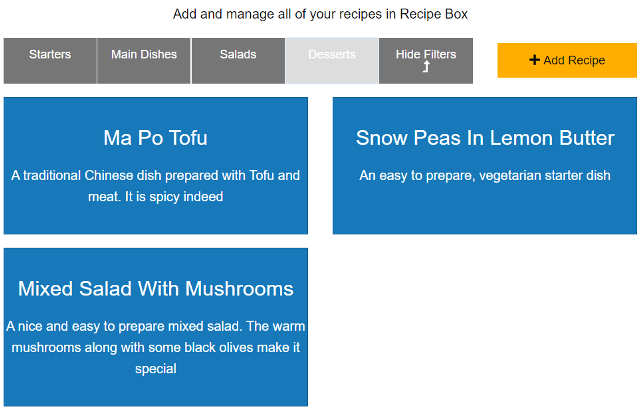 Add and manage all of your recipes in Recipe Box
Starters
Main Dishes
Salads
Desserts
Hide Filters
Add Recipe
Ma Po Tofu
A traditional Chinese dish prepared with Tofu and
meat. It is spicy indeed
Snow Peas In Lemon Butter
An easy to prepare, vegetarian starter dish
Mixed Salad With Mushrooms
A nice and easy to prepare mixed salad. The warm
mushrooms along with some black olives make it
special